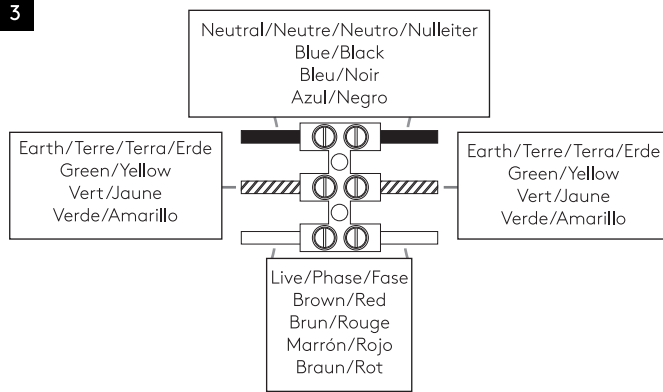 3
Neutral/Neutre/Neutro/Nulleiter
Blue/Black
Bleu/Noir
Azul/Negro
Earth/Terre/Terra/Erde
Green/Yellow
Vert/Jaune
Verde/Amarillo
Earth/Terre/Terra/Erde
Green/Yellow
Vert/Jaune
Verde/Amarillo
Live/Phase/Fase
Brown/Red
Brun/Rouge
Marrón/Rojo
Braun/Rot